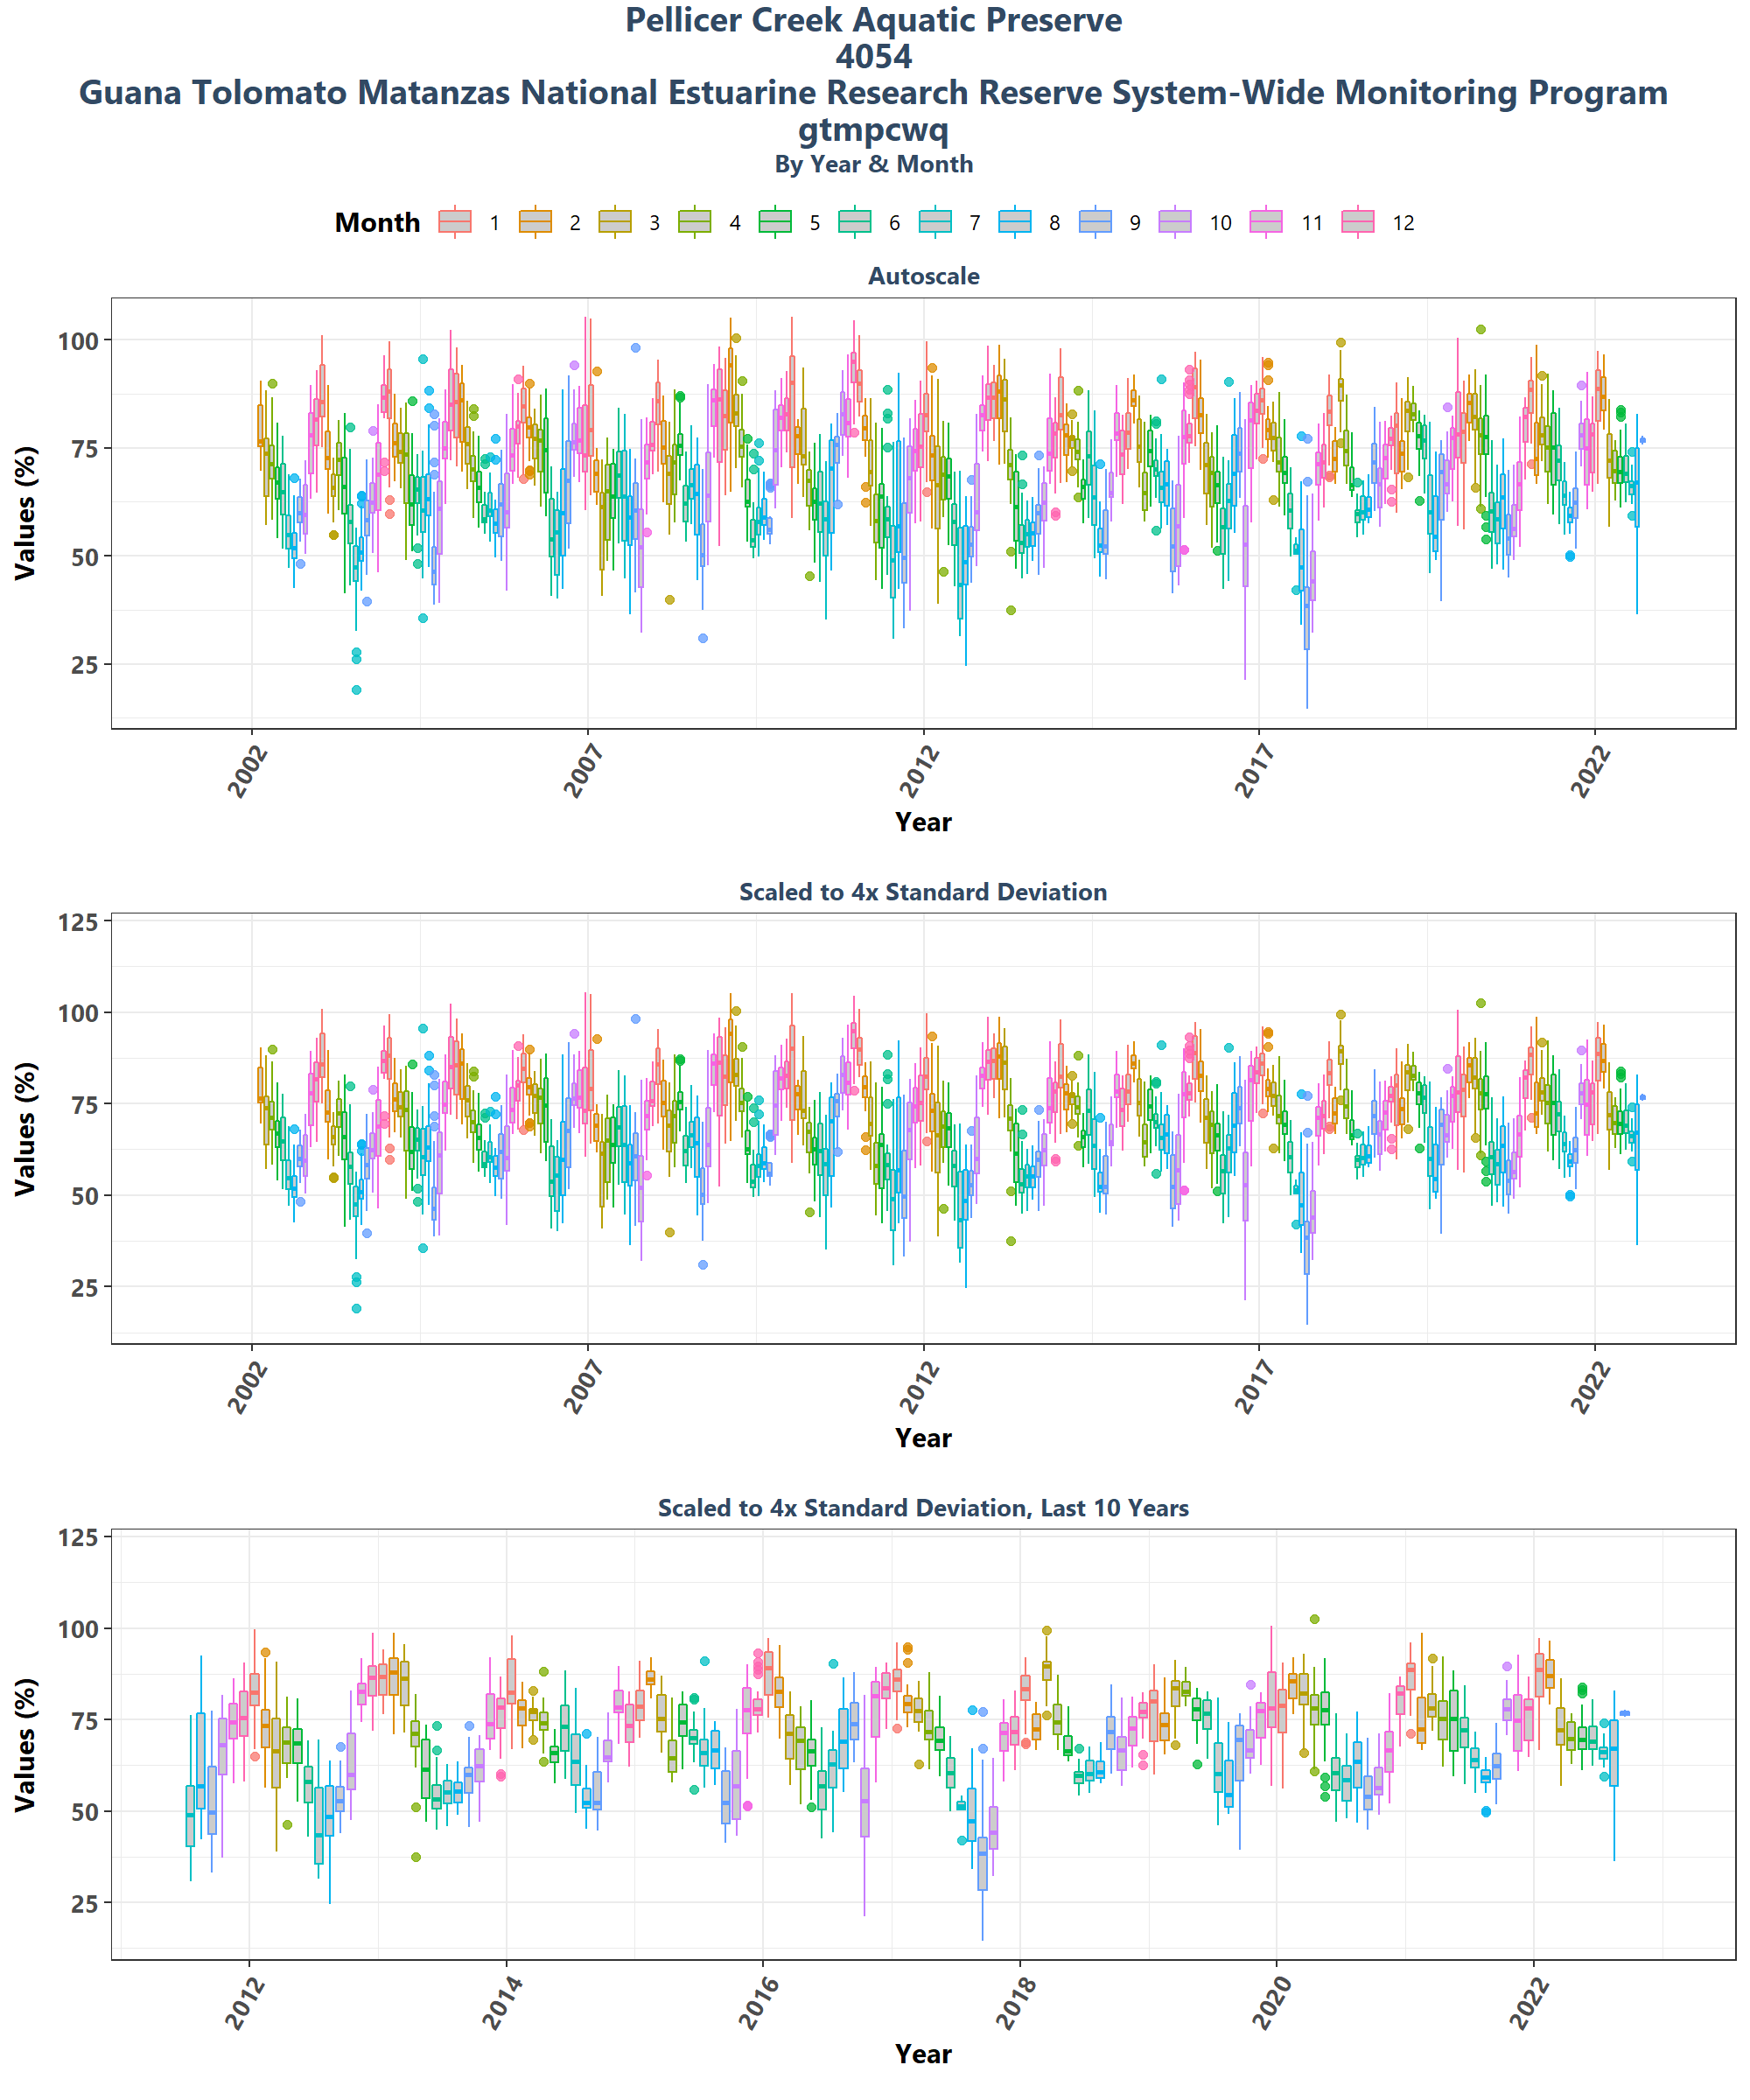 Pellicer Creek Aquatic Preserve
4054
Guana Tolomato Matanzas National Estuarine Research Reserve System-Wide Monitoring Program
gtmpcwq
By Year & Month
Month 1 2 3 4 5 6 7 8 9 10 11 12
Autoscale
Values (%)
100
75
50
25
2002 2007 2012 2017 2022
Year
Scaled to 4x Standard Deviation
Values (%)
125
100
75
50
25
2002 2007 2012 2017 2022
Year
Scaled to 4x Standard Deviation, Last 10 Years
Values (%)
125
100
75
50
25
2012 2014 2016 2018 2020 2022
Year